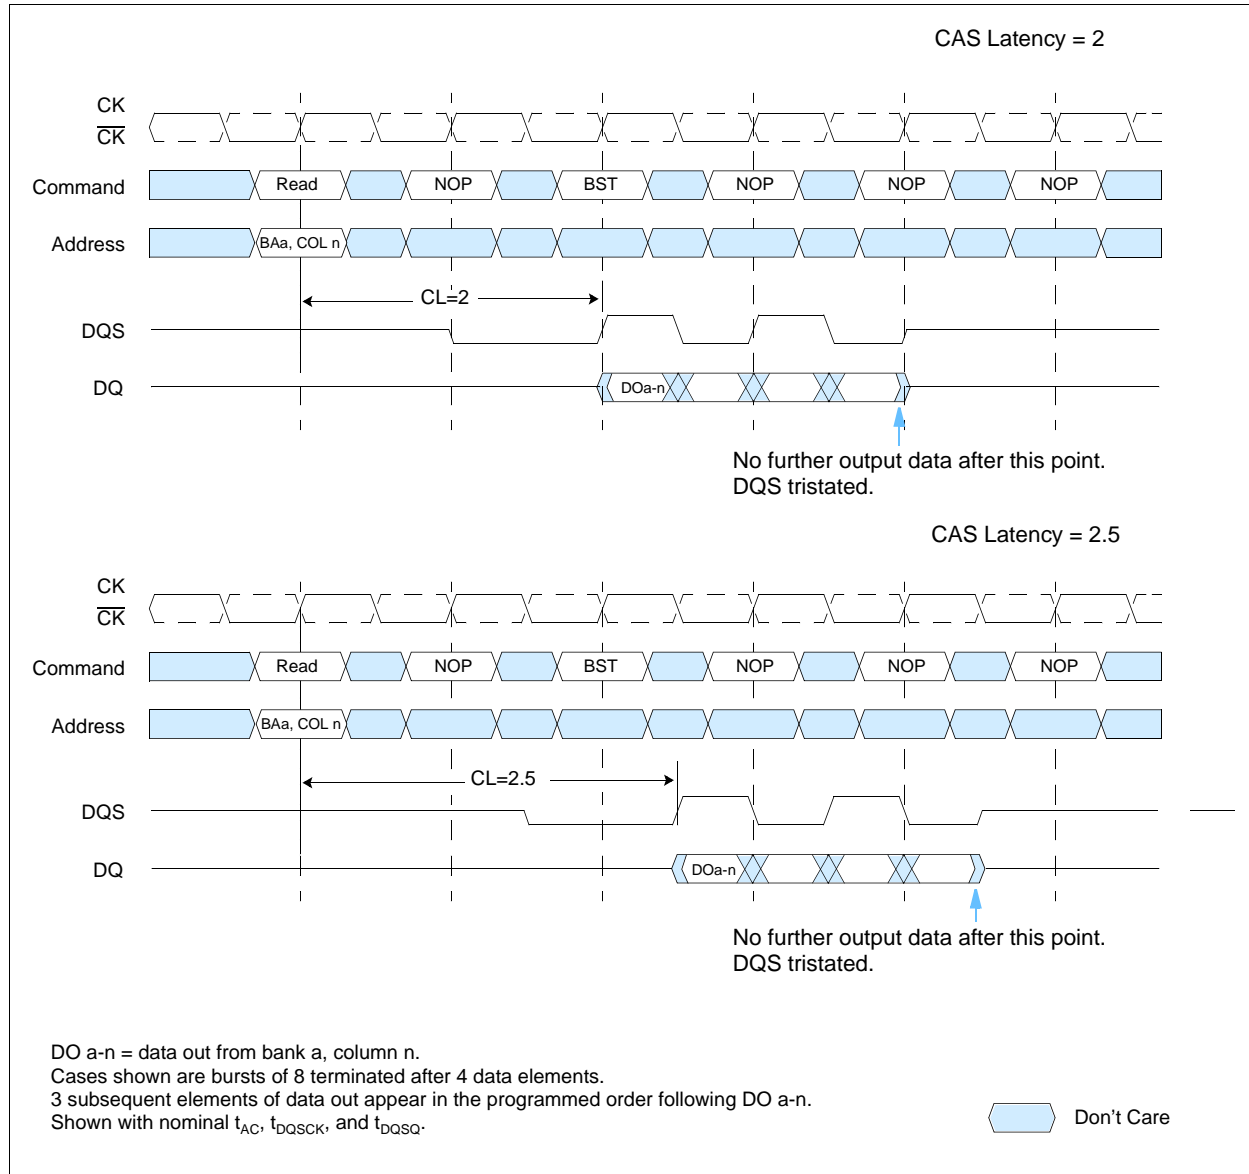 CAS Latency = 2
CK
CK
Command
Read NOP BST NOP NOP NOP
Address
BAa, COL n
CL=2
DQS
DQ
DOa-n
No further output data after this point.
DQS tristated.
CAS Latency = 2.5
CK
CK
Command
Read NOP BST NOP NOP NOP
Address
BAa, COL n
CL=2.5
DQS
DQ
DOa-n
No further output data after this point.
DQS tristated.
DO a-n = data out from bank a, column n.
Cases shown are bursts of 8 terminated after 4 data elements.
3 subsequent elements of data out appear in the programmed order following DO a-n.
Shown with nominal tAC, tDQSCK, and tDQSQ.
Don't Care